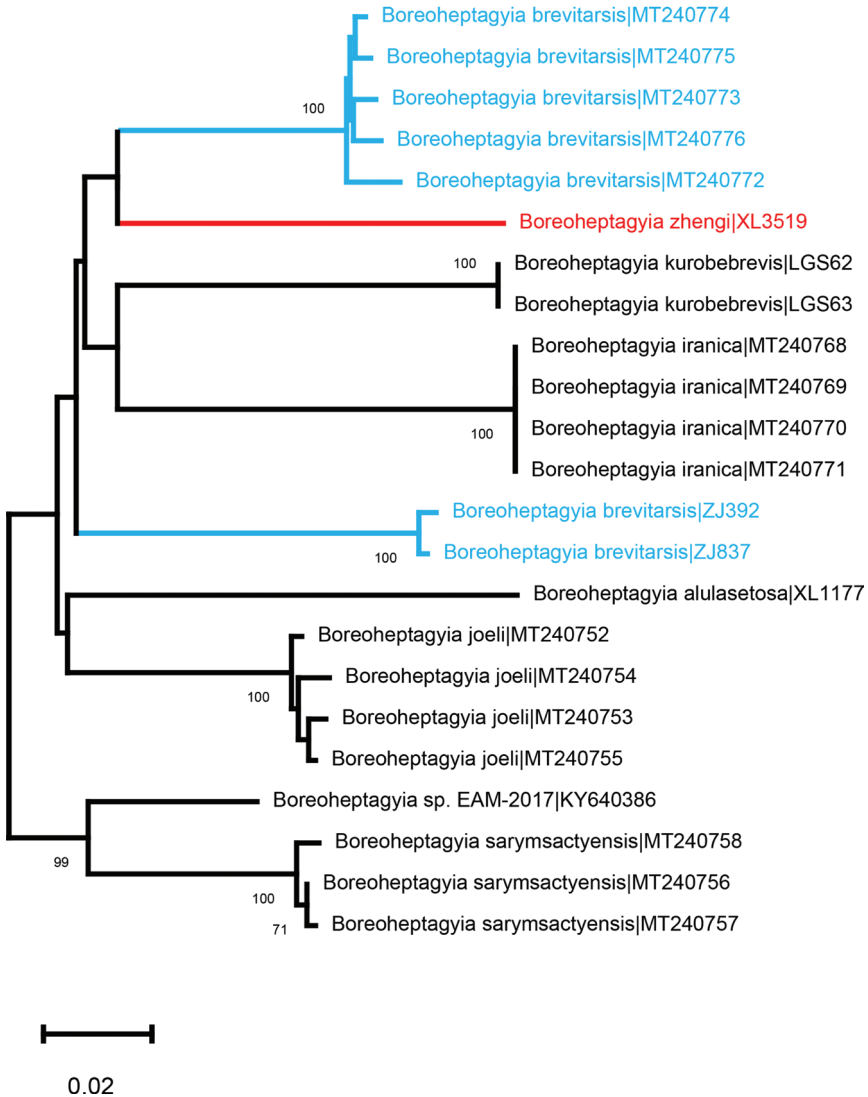 Boreoheptagyia brevitarsis|MT240774
Boreoheptagyia brevitarsis|MT240775
Boreoheptagyia brevitarsis|MT240773
100
Boreoheptagyia brevitarsis|MT240776
Boreoheptagyia brevitarsis|MT240772
Boreoheptagyia zhengi|XL3519
100
Boreoheptagyia kurobebrevis|LGS62
Boreoheptagyia kurobebrevis|LGS63
Boreoheptagyia iranica|MT240768
Boreoheptagyia iranica|MT240769
Boreoheptagyia iranica|MT240770
100
Boreoheptagyia iranica|MT240771
Boreoheptagyia brevitarsis|ZJ392
Boreoheptagyia brevitarsis|ZJ837
100
Boreoheptagyia alulasetosa|XL1177
Boreoheptagyia joeli|MT240752
Boreoheptagyia joeli|MT240754
100
Boreoheptagyia joeli|MT240753
Boreoheptagyia joeli|MT240755
Boreoheptagyia sp. EAM-2017|KY640386
Boreoheptagyia sarymsactyensis|MT240758
99
Boreoheptagyia sarymsactyensis|MT240756
100
Boreoheptagyia sarymsactyensis|MT240757
71
0.02